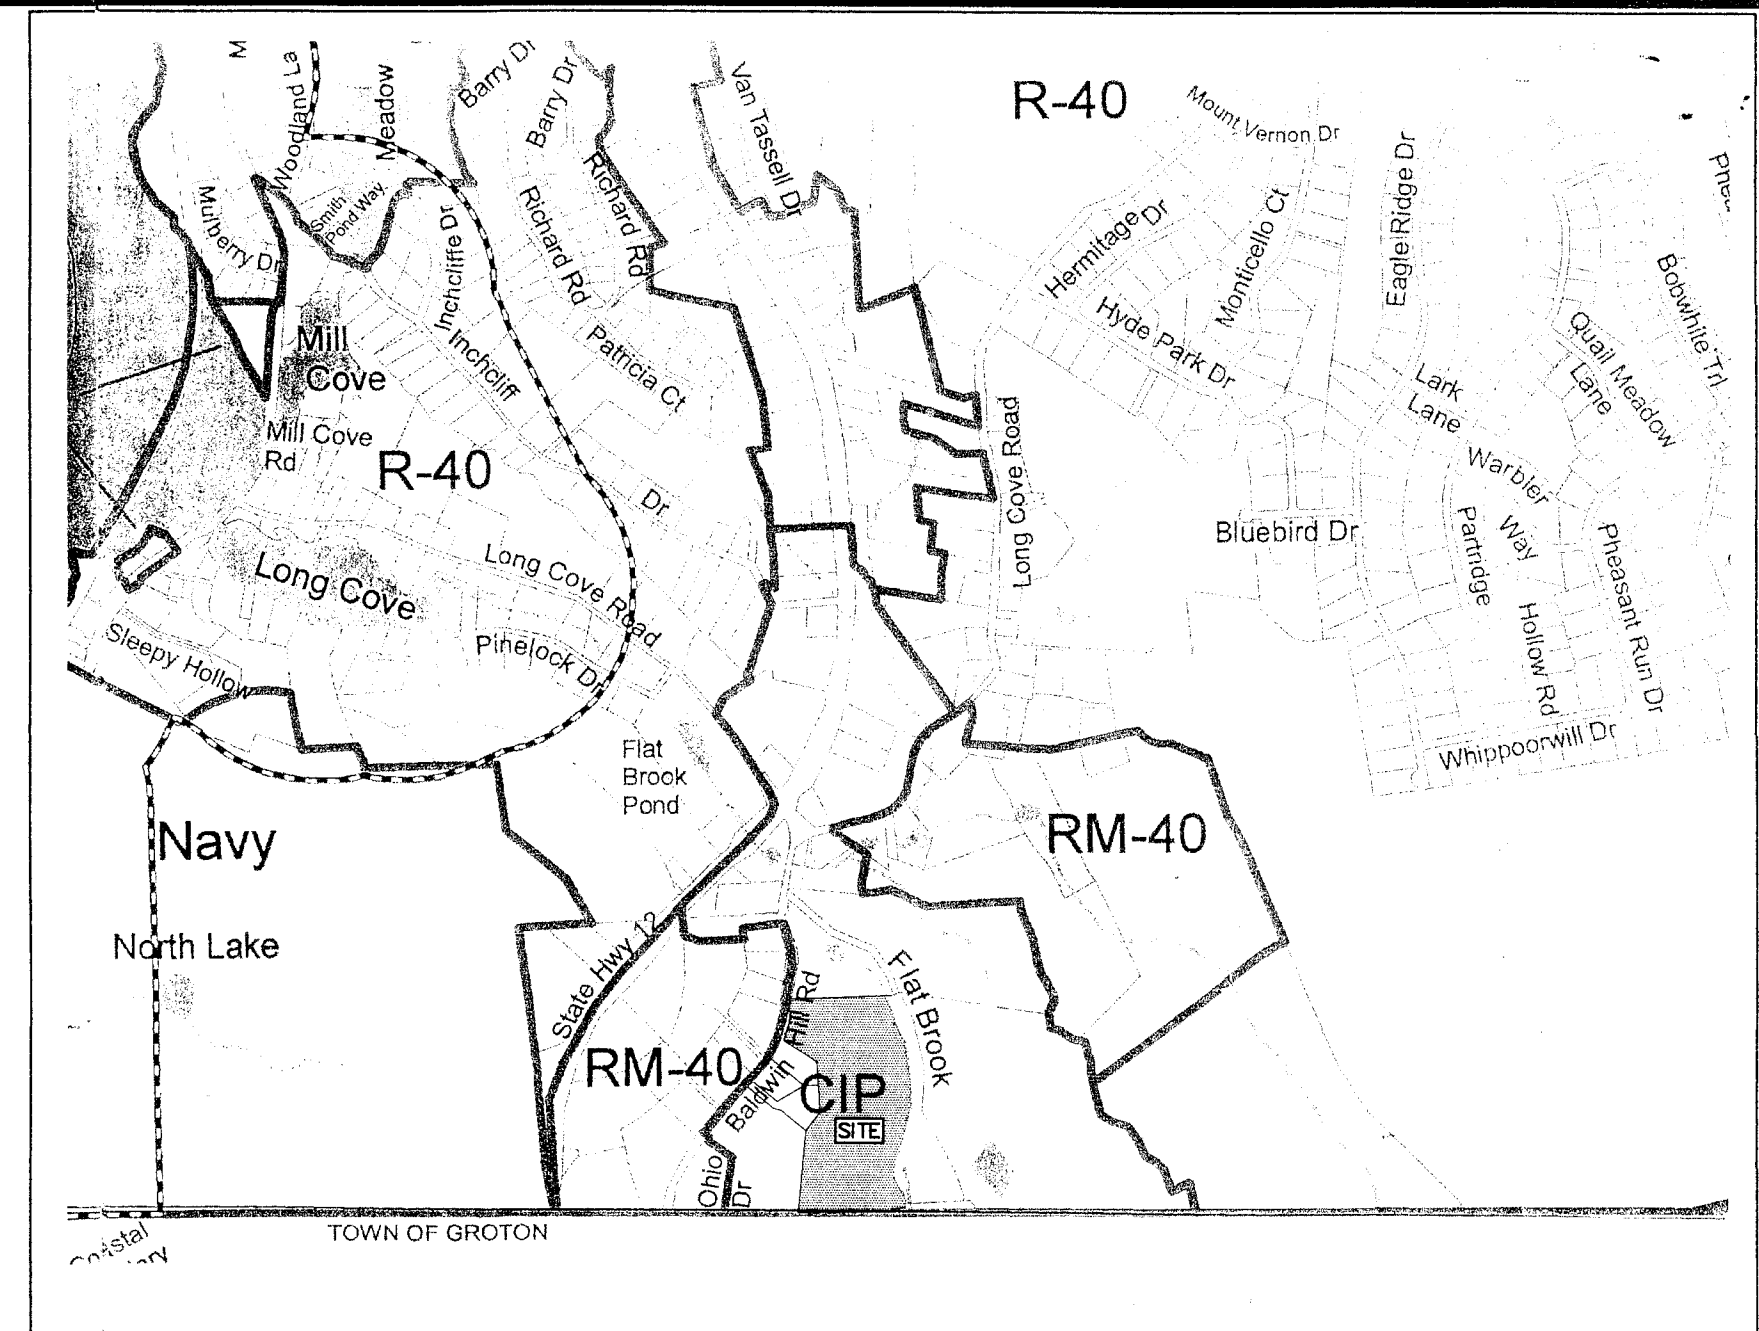 M
Woodland La
Meadow
Barry Dr
Barry Dr
Van Tassell Dr
R-40
Mount Vernon Dr
Eagle Ridge Dr
Mulberry Dr
Smith
Pond Way
Inchcliffe Dr
Richard Rd
Richard Rd
Hermitage Dr
Monticello Ct
Bobwhite Trl
Mill
Cove
Inchcliff
Patricia Ct
Hyde Park Dr
Quail Meadow
Lane
Lark
Lane
Mill Cove
Rd
R-40
Dr
Long Cove Road
Warbler
Way
Bluebird Dr
Partridge
Hollow Rd
Pheasant Run Dr
Long Cove
Long Cove Road
Sleepy Hollow
Pinelock Dr
Whippoorwill Dr
Flat
Brook
Pond
Navy
RM-40
North Lake
State Hwy 12
Flat Brook
Baldwin Hill Rd
RM-40
CIP
SITE
Ohio
Dr
TOWN OF GROTON
Coastal